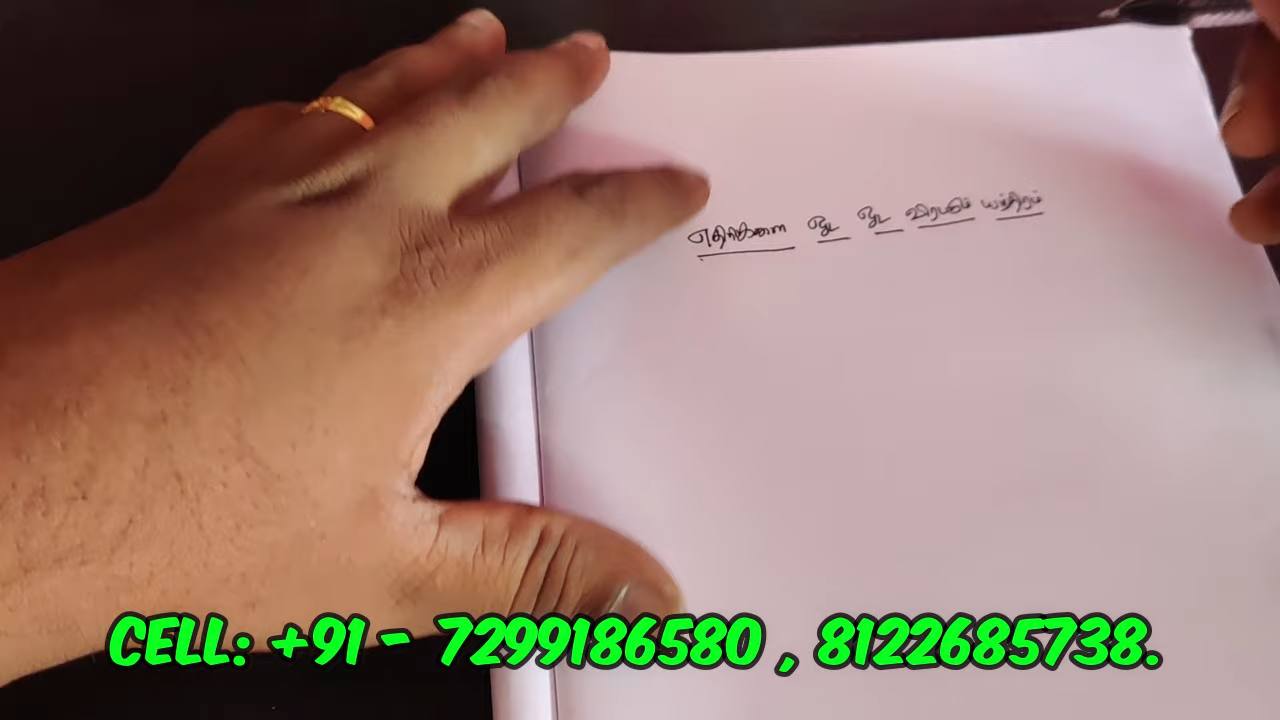 எதிரிகளை ஓட ஓட விரட்டும் யந்திரம்
CELL: +91 - 7299186580 , 8122685738.